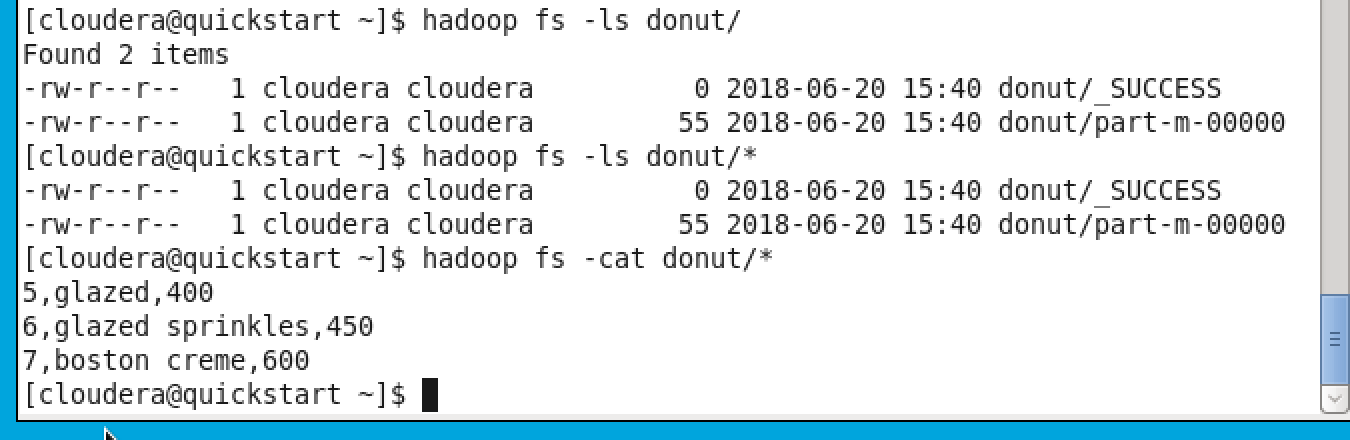 [cloudera@quickstart ~]$ hadoop fs -ls donut/
Found 2 items
-rw-r--r--   1 cloudera cloudera          0 2018-06-20 15:40 donut/_SUCCESS
-rw-r--r--   1 cloudera cloudera         55 2018-06-20 15:40 donut/part-m-00000
[cloudera@quickstart ~]$ hadoop fs -ls donut/*
-rw-r--r--   1 cloudera cloudera          0 2018-06-20 15:40 donut/_SUCCESS
-rw-r--r--   1 cloudera cloudera         55 2018-06-20 15:40 donut/part-m-00000
[cloudera@quickstart ~]$ hadoop fs -cat donut/*
5,glazed,400
6,glazed sprinkles,450
7,boston creme,600
[cloudera@quickstart ~]$